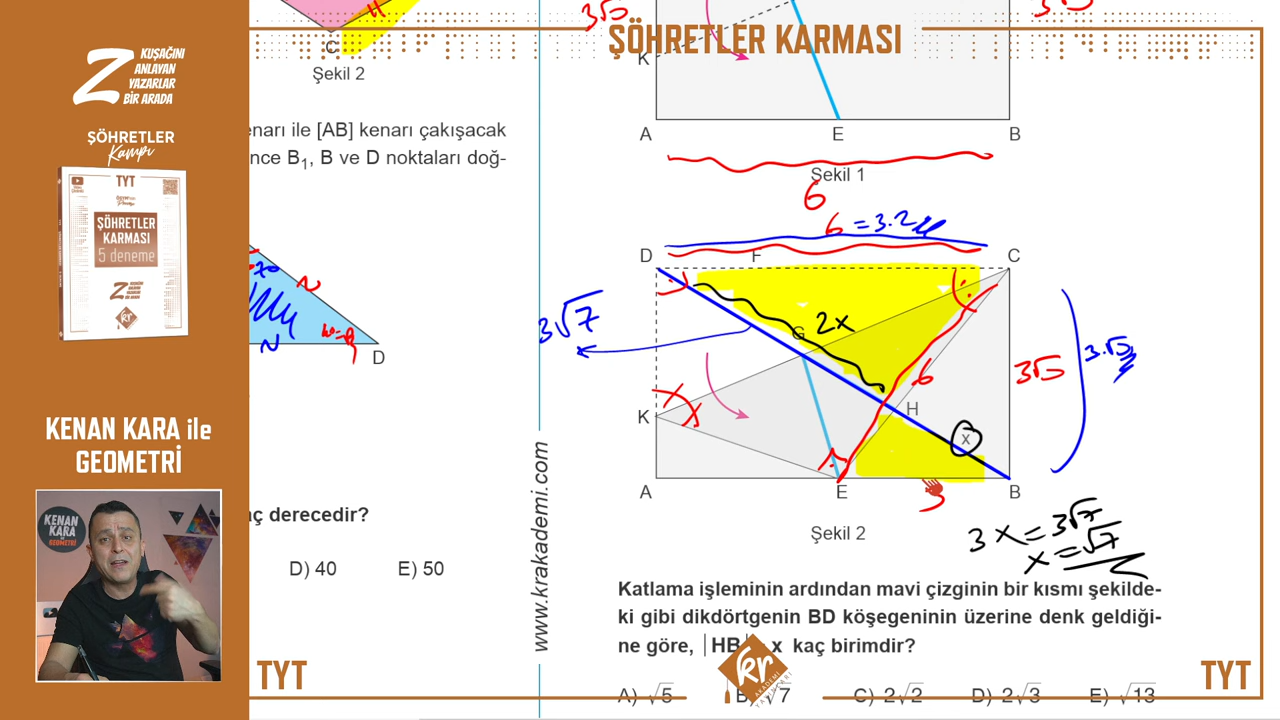 Z KUŞAĞINI
ANLAYAN
YAZARLAR
BİR ARADA
ŞÖHRETLER
Kampı
TYT
ŞÖHRETLER
KARMASI
5 deneme
KENAN KARA ile
GEOMETRİ
KENAN
KARA
GEOMETRİ
ŞÖHRETLER KARMASI
C
Şekil 2
enarı ile [AB] kenarı çakışacak
nce B₁, B ve D noktaları doğ-
70
D
aç derecedir?
D) 40
E) 50
TYT
www.krakademi.com
3√3
K
A
E
B
Şekil 1
6
6 = 3.2
D
F
C
3√7
2x
G
6
H
x
K
A
E
B
3
3x = 3√7
x = √7
Şekil 2
Katlama işleminin ardından mavi çizginin bir kısmı şekilde-
ki gibi dikdörtgenin BD köşegeninin üzerine denk geldiği-
ne göre, |HB| x kaç birimdir?
A) √5
B) √7
C) 2√2
D) 2√3
E) √13
kr
TYT